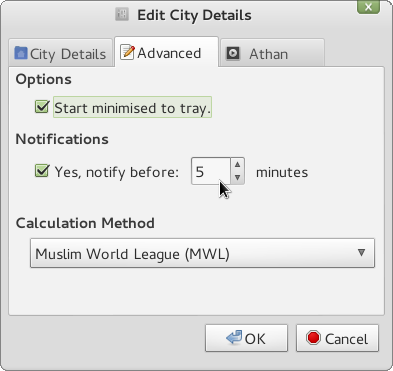 Edit City Details
x
City Details Advanced Athan
Options
Start minimised to tray.
Notifications
Yes, notify before: 5 minutes
Calculation Method
Muslim World League (MWL)
OK Cancel